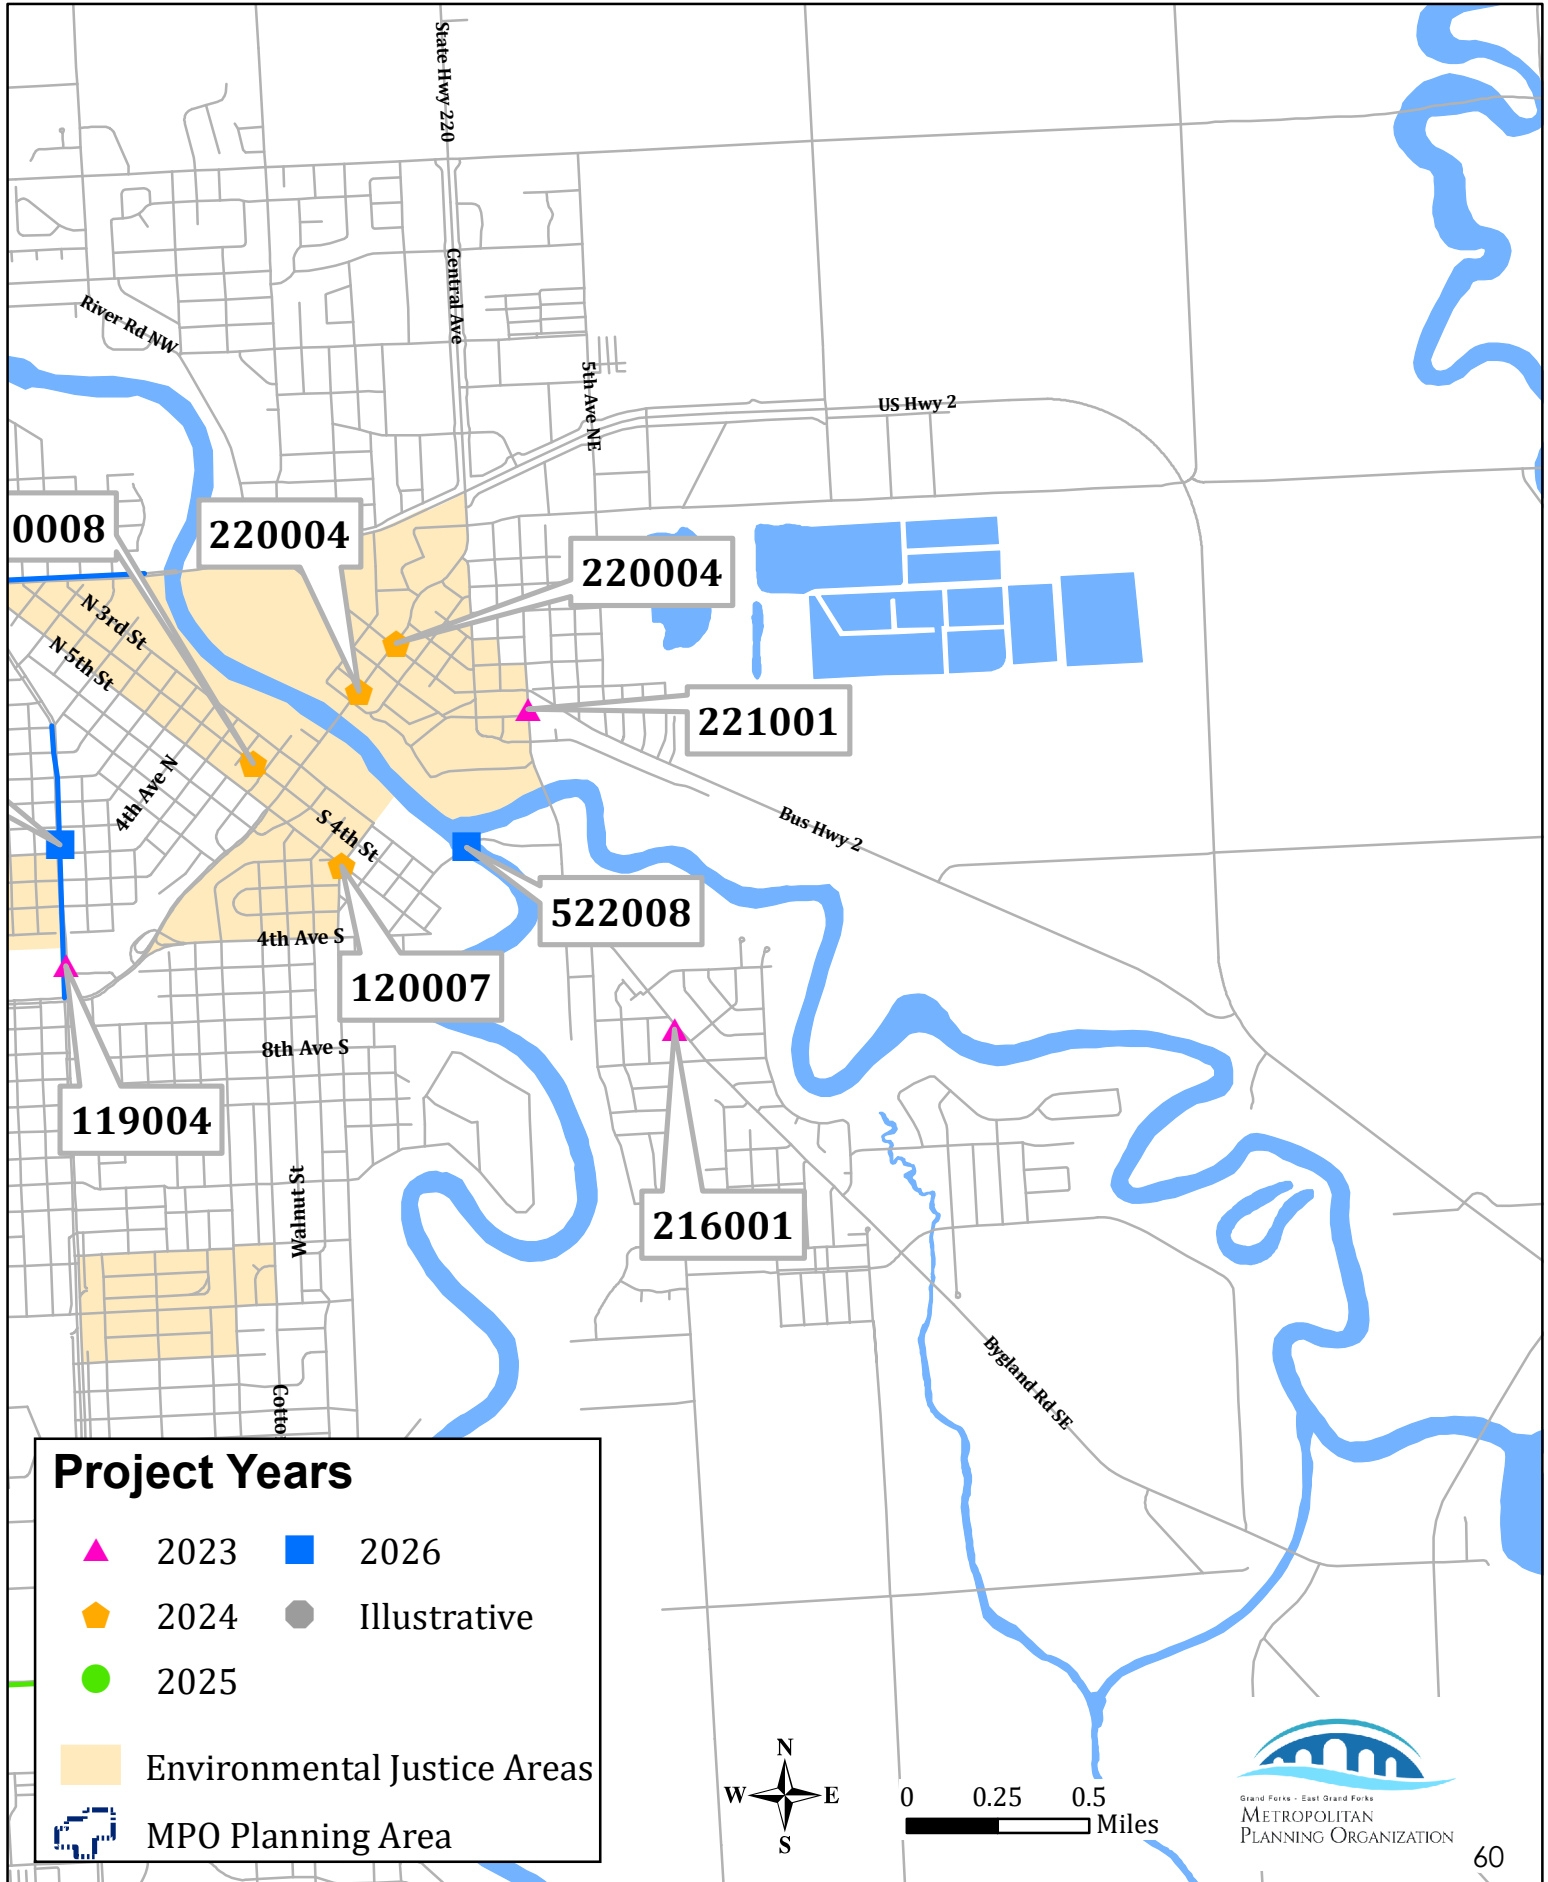 State Hwy 220
Central Ave
River Rd NW
5th Ave NE
US Hwy 2
0008
220004
220004
N 3rd St
N 5th St
221001
4th Ave N
S 4th St
Bus Hwy 2
522008
4th Ave S
120007
8th Ave S
119004
Walnut St
216001
Bygland Rd SE
Cotto
Project Years
2023
2026
2024
Illustrative
2025
Environmental Justice Areas
MPO Planning Area
N
W E
S
0 0.25 0.5
Miles
Grand Forks - East Grand Forks
METROPOLITAN
PLANNING ORGANIZATION
60